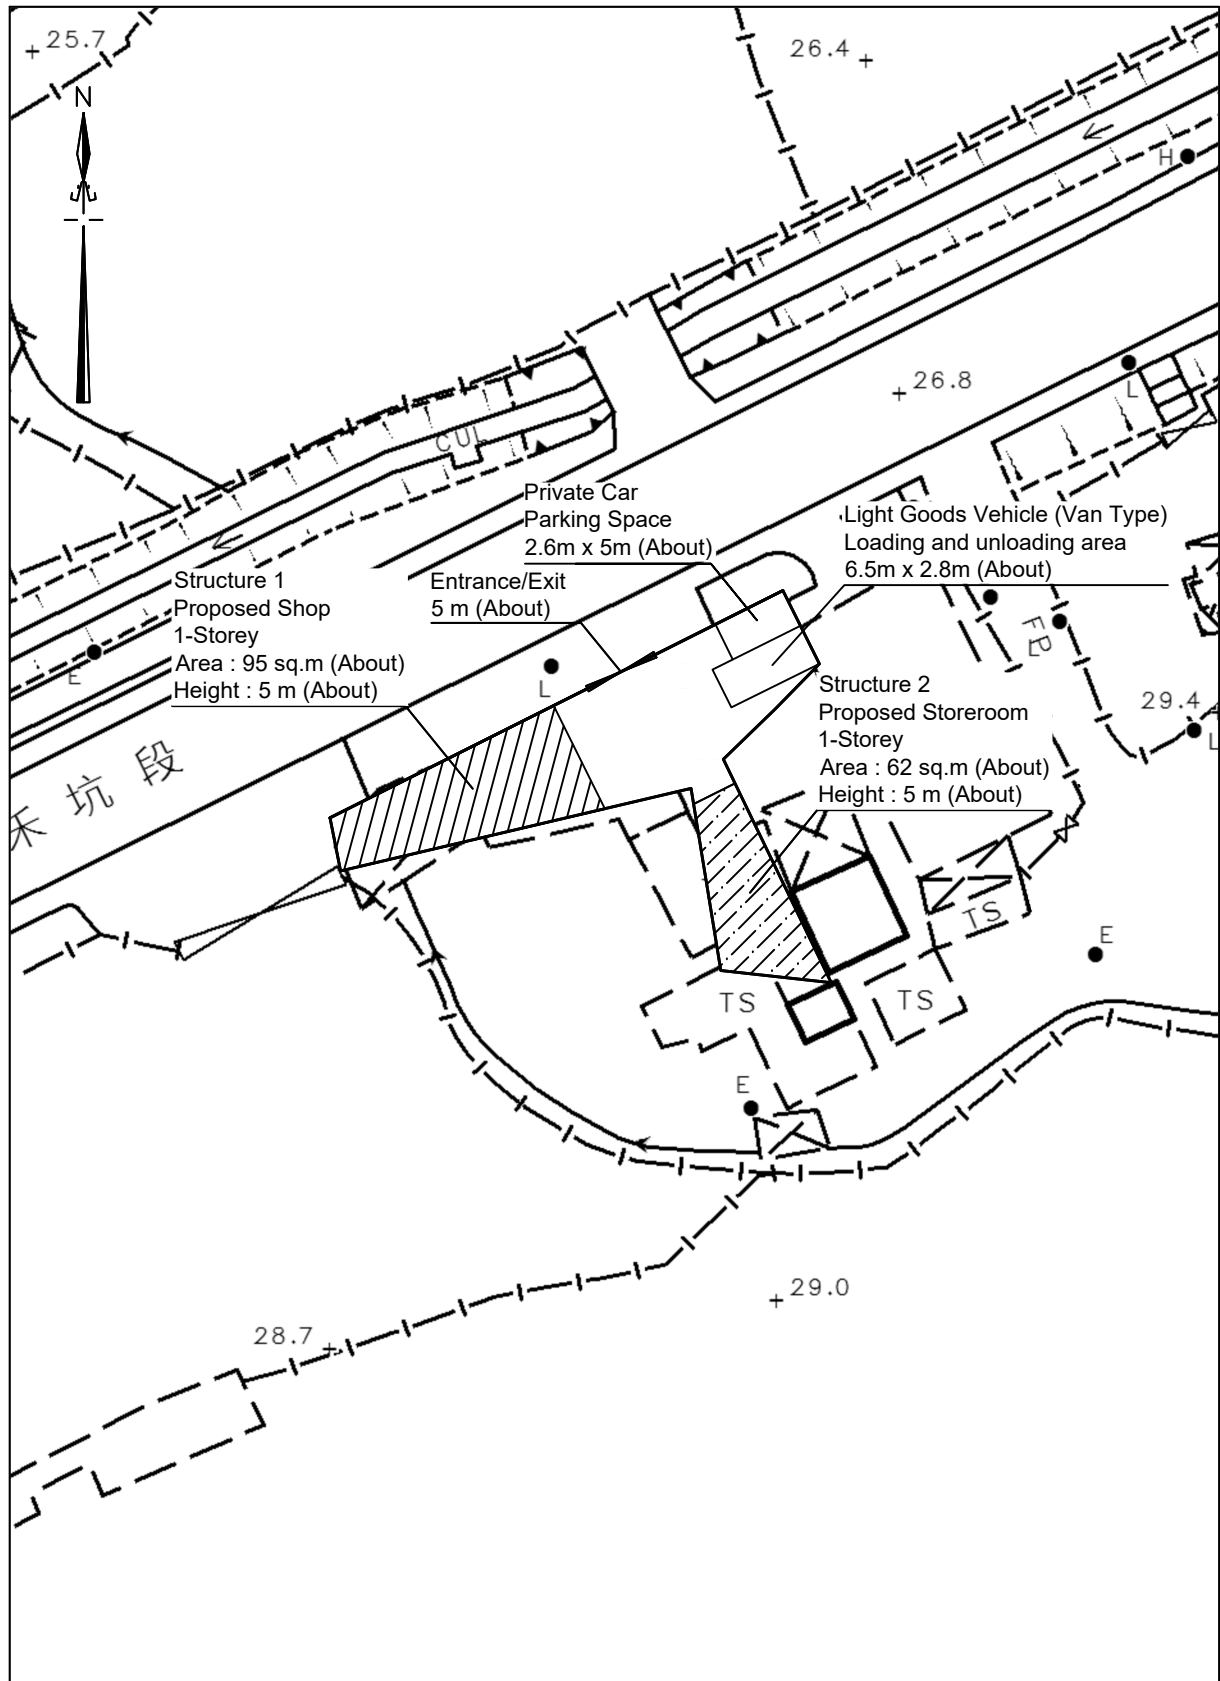 25.7
26.4
N
H
26.8
L
CUL
Private Car
Parking Space
2.6m x 5m (About)
Light Goods Vehicle (Van Type)
Loading and unloading area
6.5m x 2.8m (About)
Structure 1
Proposed Shop
1-Storey
Area : 95 sq.m (About)
Height : 5 m (About)
Entrance/Exit
5 m (About)
E
L
FB
Structure 2
Proposed Storeroom
1-Storey
Area : 62 sq.m (About)
Height : 5 m (About)
29.4
L
禾坑段
TS
E
TS
TS
E
29.0
28.7